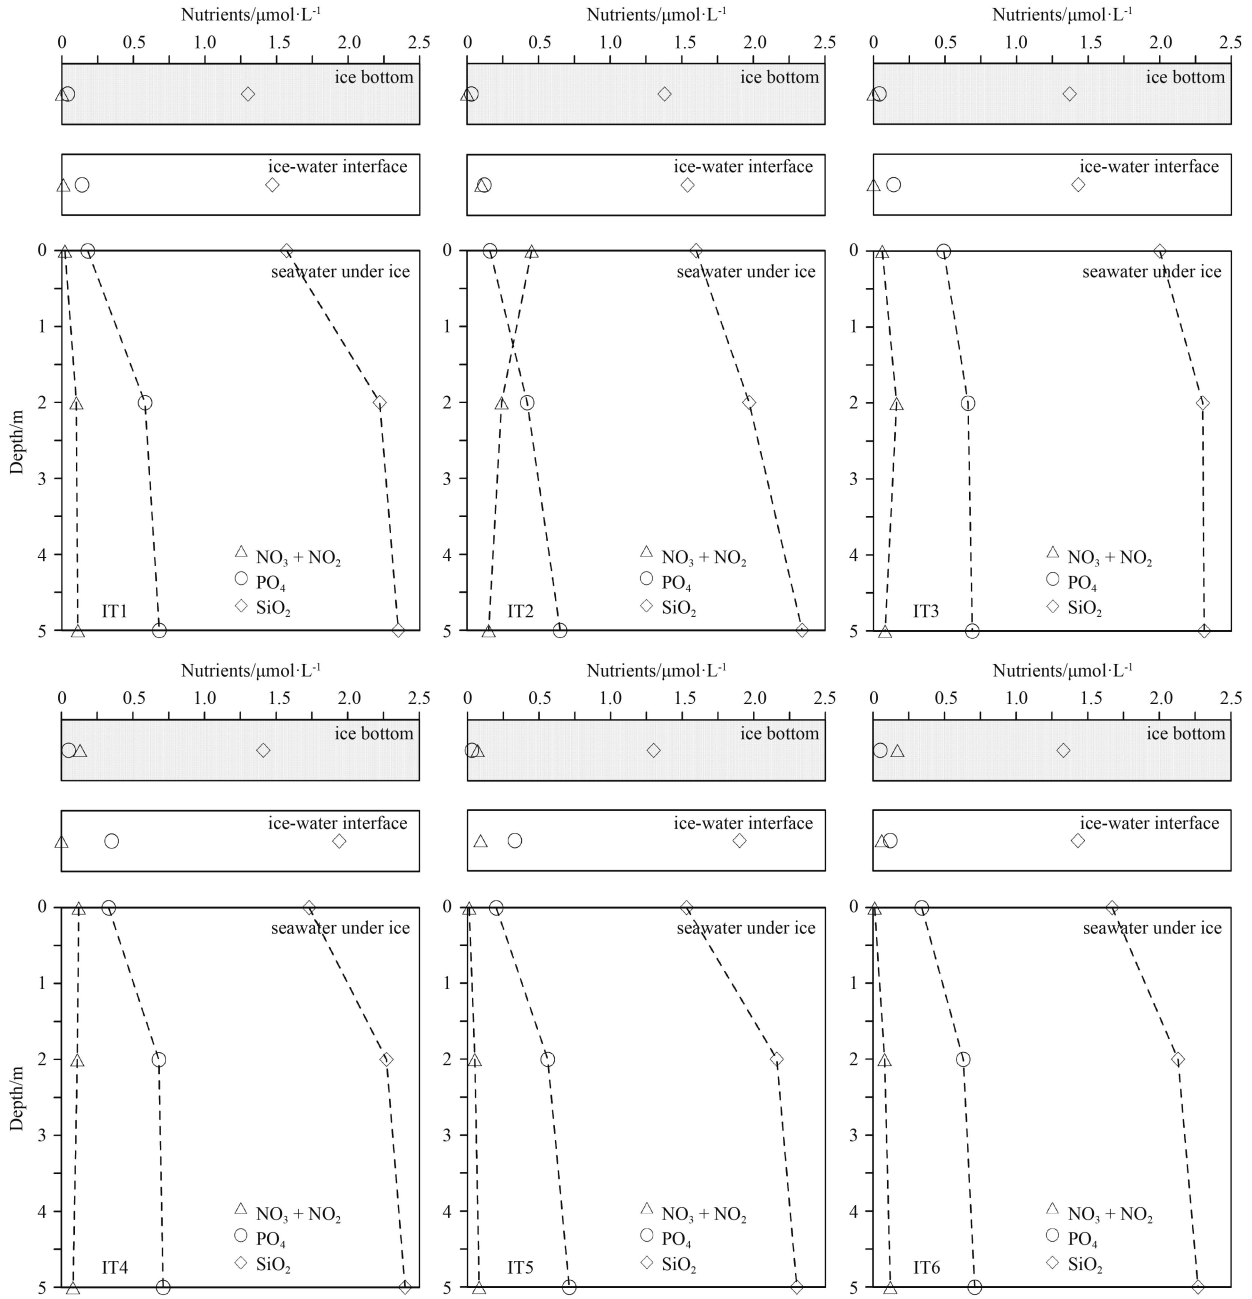 Nutrients/μmol·L⁻¹ Nutrients/μmol·L⁻¹ Nutrients/μmol·L⁻¹
0 0.5 1.0 1.5 2.0 2.5 0 0.5 1.0 1.5 2.0 2.5 0 0.5 1.0 1.5 2.0 2.5
ice bottom ice bottom ice bottom
ice-water interface ice-water interface ice-water interface
0 0 0
seawater under ice seawater under ice seawater under ice
1 1 1
2 2 2
Depth/m
3 3 3
4 4 4
NO₃ + NO₂ NO₃ + NO₂ NO₃ + NO₂
PO₄ PO₄ PO₄
IT1 SiO₂ IT2 SiO₂ IT3 SiO₂
5 5 5
Nutrients/μmol·L⁻¹ Nutrients/μmol·L⁻¹ Nutrients/μmol·L⁻¹
0 0.5 1.0 1.5 2.0 2.5 0 0.5 1.0 1.5 2.0 2.5 0 0.5 1.0 1.5 2.0 2.5
ice bottom ice bottom ice bottom
ice-water interface ice-water interface ice-water interface
0 0 0
seawater under ice seawater under ice seawater under ice
1 1 1
2 2 2
Depth/m
3 3 3
4 4 4
NO₃ + NO₂ NO₃ + NO₂ NO₃ + NO₂
PO₄ PO₄ PO₄
IT4 SiO₂ IT5 SiO₂ IT6 SiO₂
5 5 5